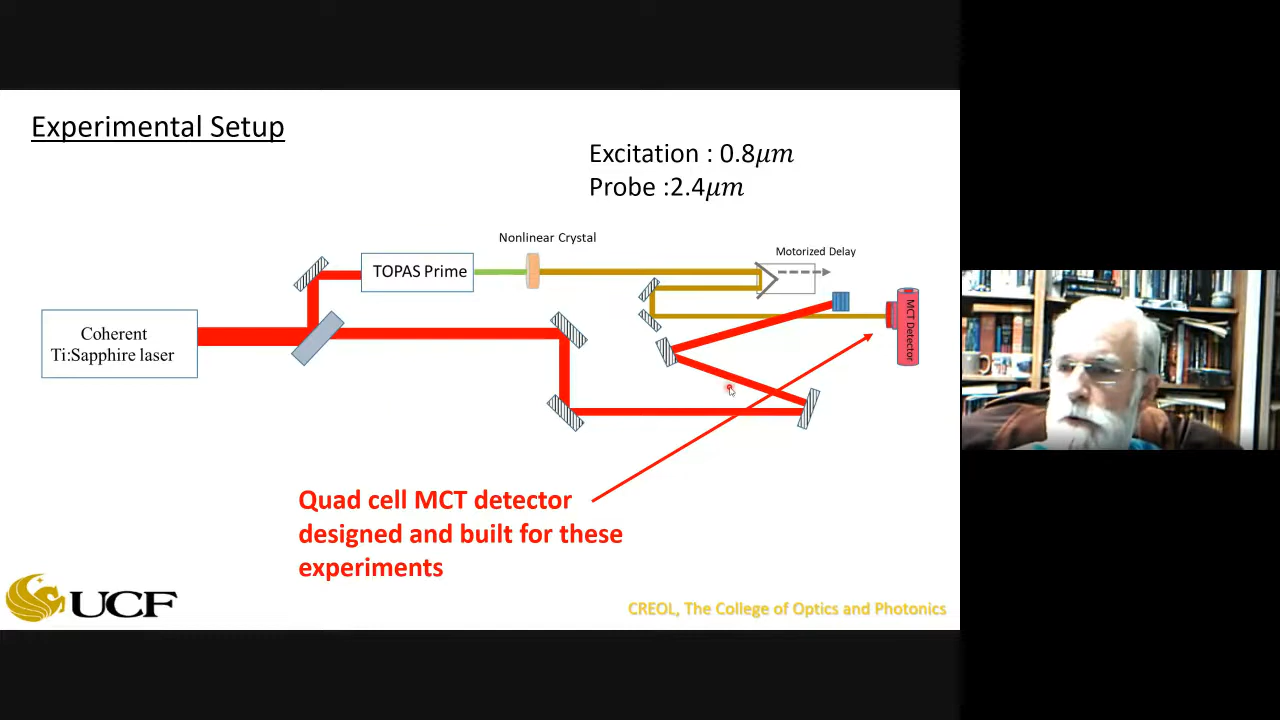 Experimental Setup
Excitation : 0.8𝜇𝑚
Probe :2.4𝜇𝑚
Nonlinear Crystal
Motorized Delay
TOPAS Prime
Coherent
Ti:Sapphire laser
MCT Detector
Quad cell MCT detector
designed and built for these
experiments
UCF
CREOL, The College of Optics and Photonics